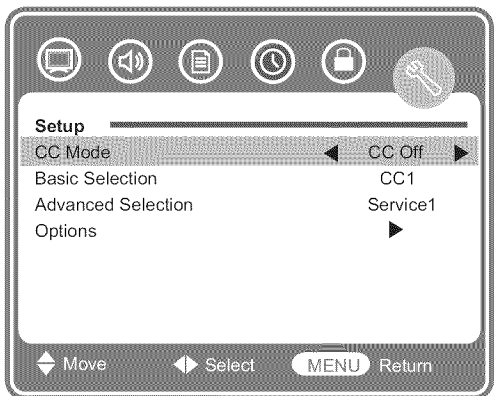 Setup
CC Mode CC Off
Basic Selection CC1
Advanced Selection Service1
Options
Move Select MENU Return